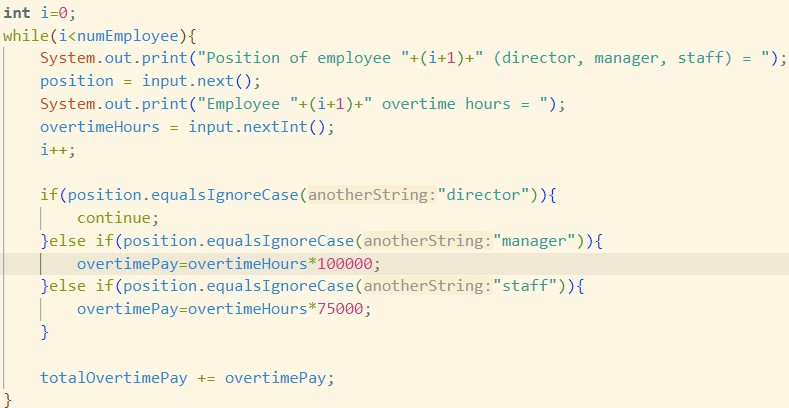 int i=0;
while(i<numEmployee){
System.out.print("Position of employee "+(i+1)+" (director, manager, staff) = ");
position = input.next();
System.out.print("Employee "+(i+1)+" overtime hours = ");
overtimeHours = input.nextInt();
i++;
if(position.equalsIgnoreCase(anotherString:"director")){
continue;
}else if(position.equalsIgnoreCase(anotherString:"manager")){
overtimePay=overtimeHours*100000;
}else if(position.equalsIgnoreCase(anotherString:"staff")){
overtimePay=overtimeHours*75000;
}
totalOvertimePay += overtimePay;
}